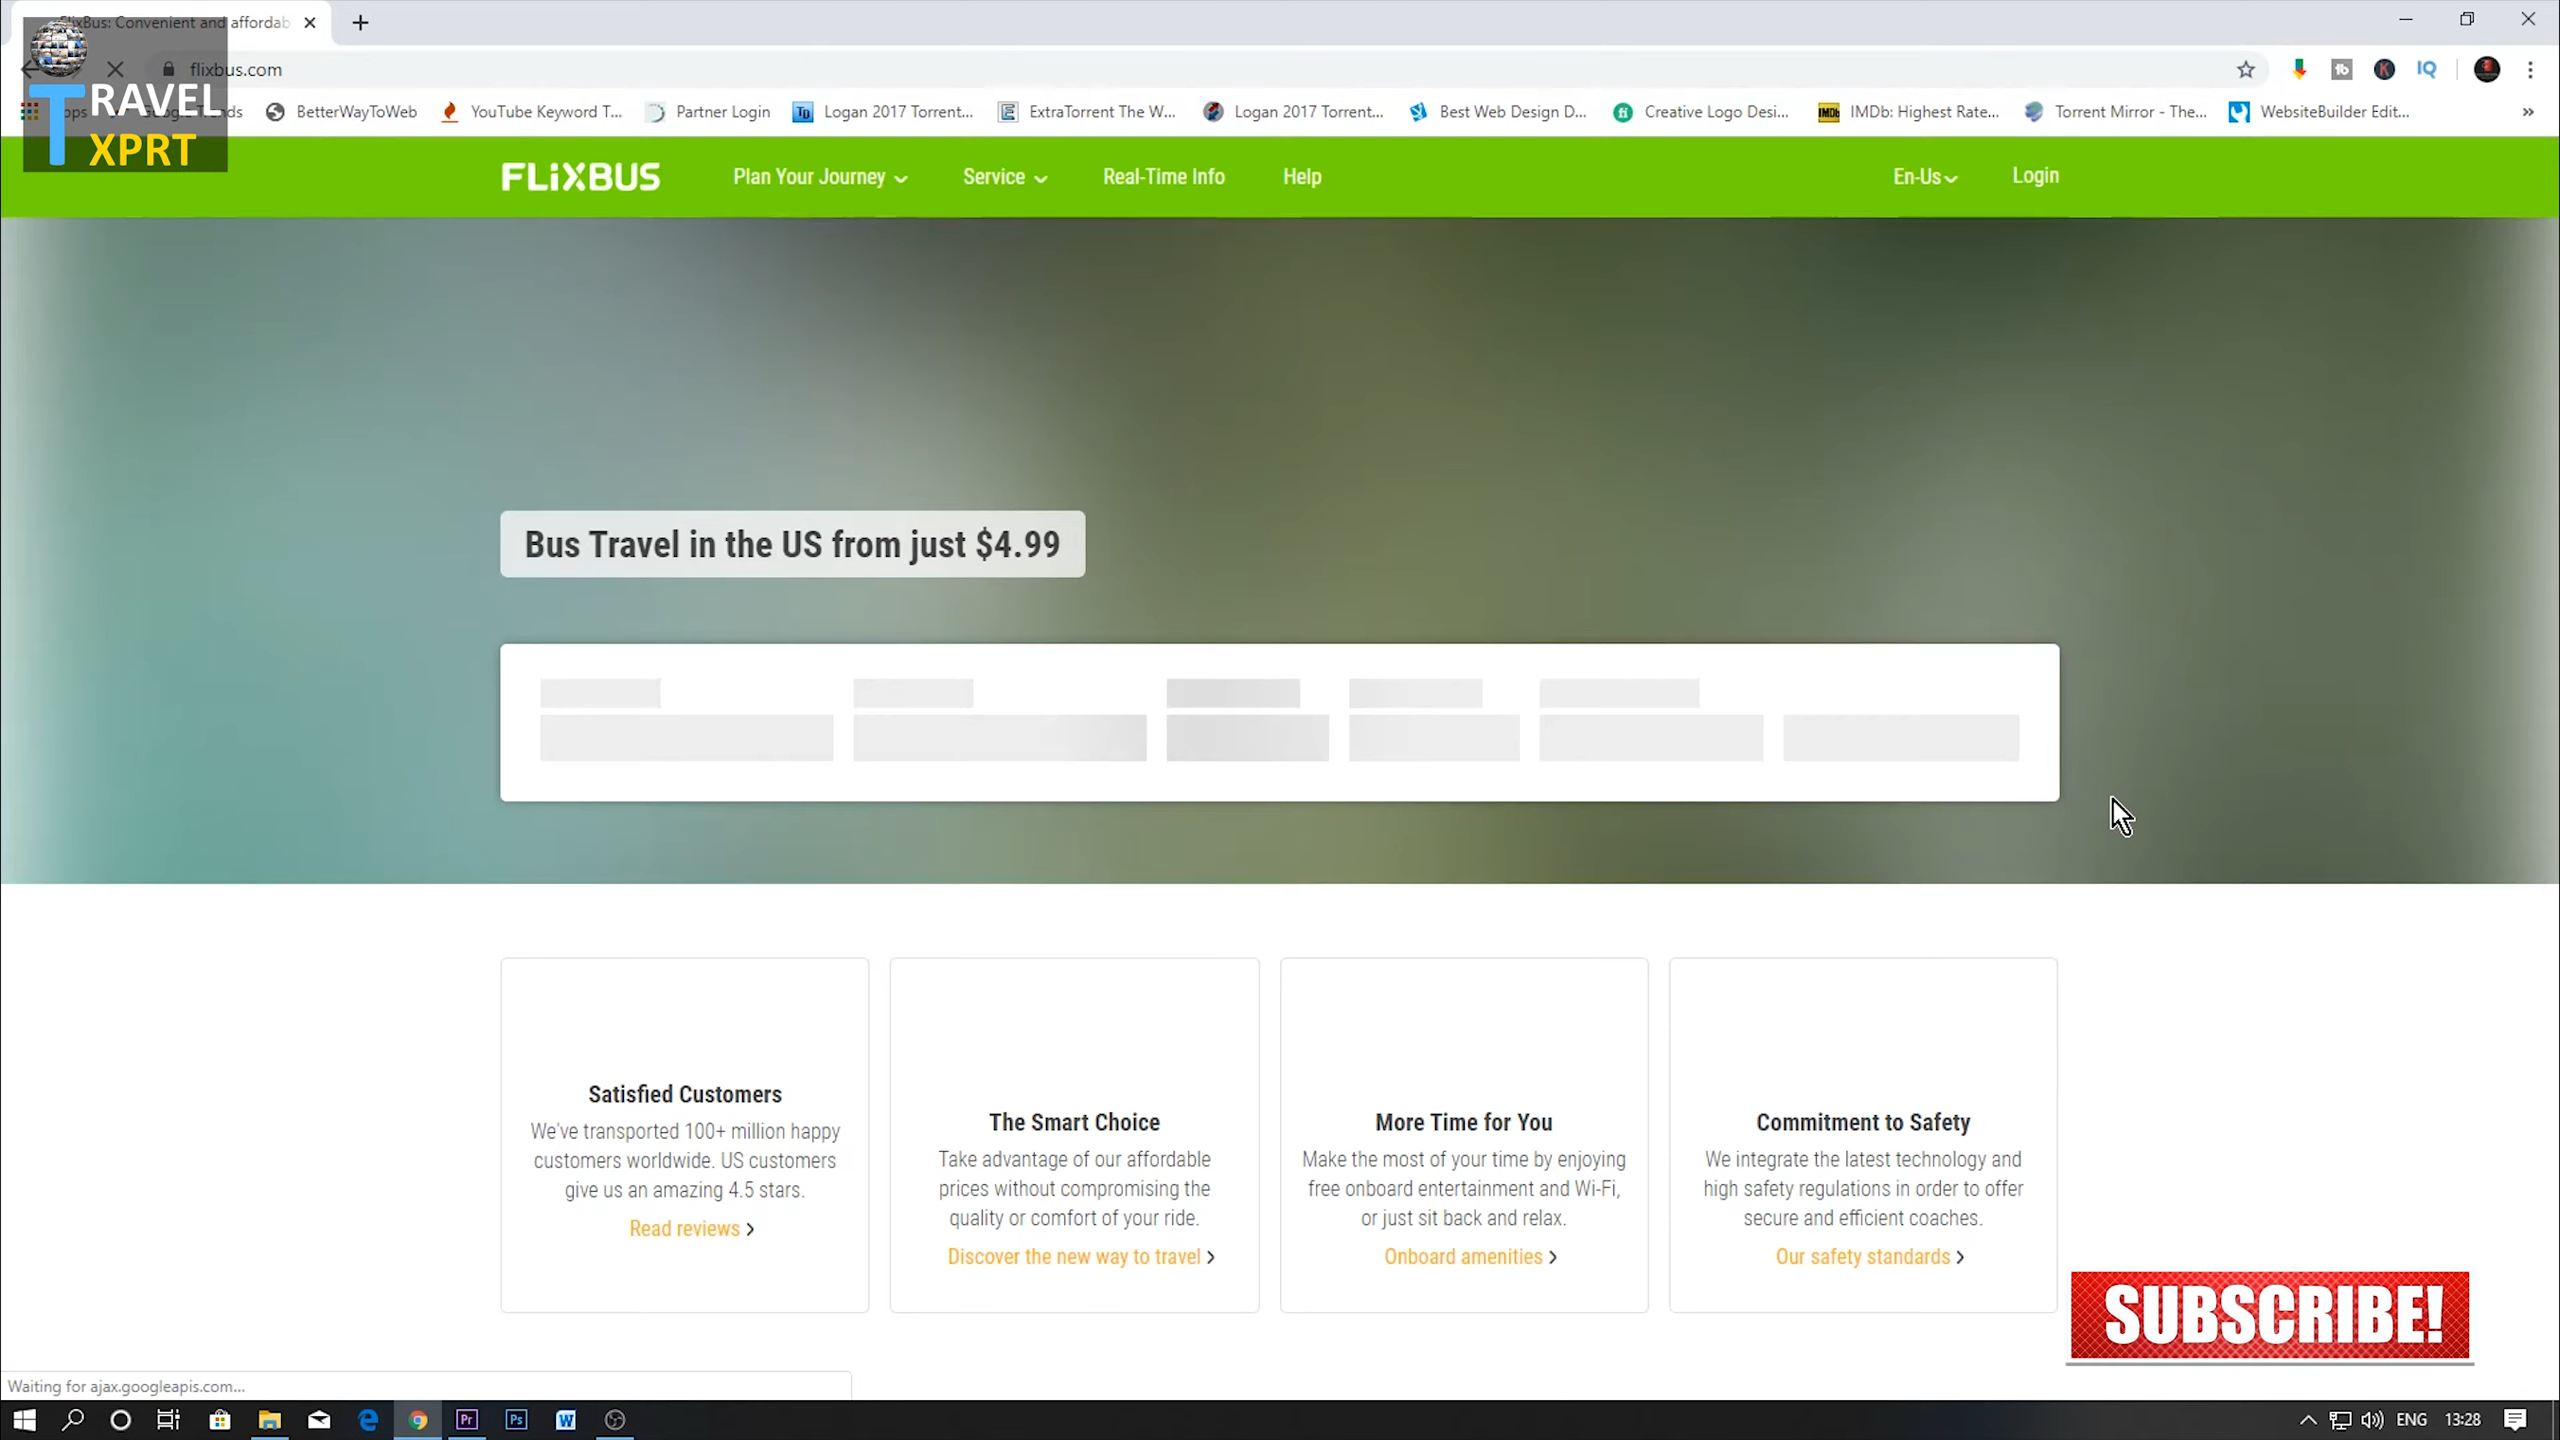 FlixBus: Convenient and affordab
flixbus.com
TRAVEL
XPRT
BetterWayToWeb
YouTube Keyword T...
Partner Login
Logan 2017 Torrent...
ExtraTorrent The W...
Logan 2017 Torrent...
Best Web Design D...
Creative Logo Desi...
IMDb: Highest Rate...
Torrent Mirror - The...
WebsiteBuilder Edit...
FLiXBUS
Plan Your Journey
Service
Real-Time Info
Help
En-Us
Login
Bus Travel in the US from just $4.99
Satisfied Customers
We've transported 100+ million happy
customers worldwide. US customers
give us an amazing 4.5 stars.
Read reviews
The Smart Choice
Take advantage of our affordable
prices without compromising the
quality or comfort of your ride.
Discover the new way to travel
More Time for You
Make the most of your time by enjoying
free onboard entertainment and Wi-Fi,
or just sit back and relax.
Onboard amenities
Commitment to Safety
We integrate the latest technology and
high safety regulations in order to offer
secure and efficient coaches.
Our safety standards
SUBSCRIBE!
Waiting for ajax.googleapis.com...
ENG
13:28